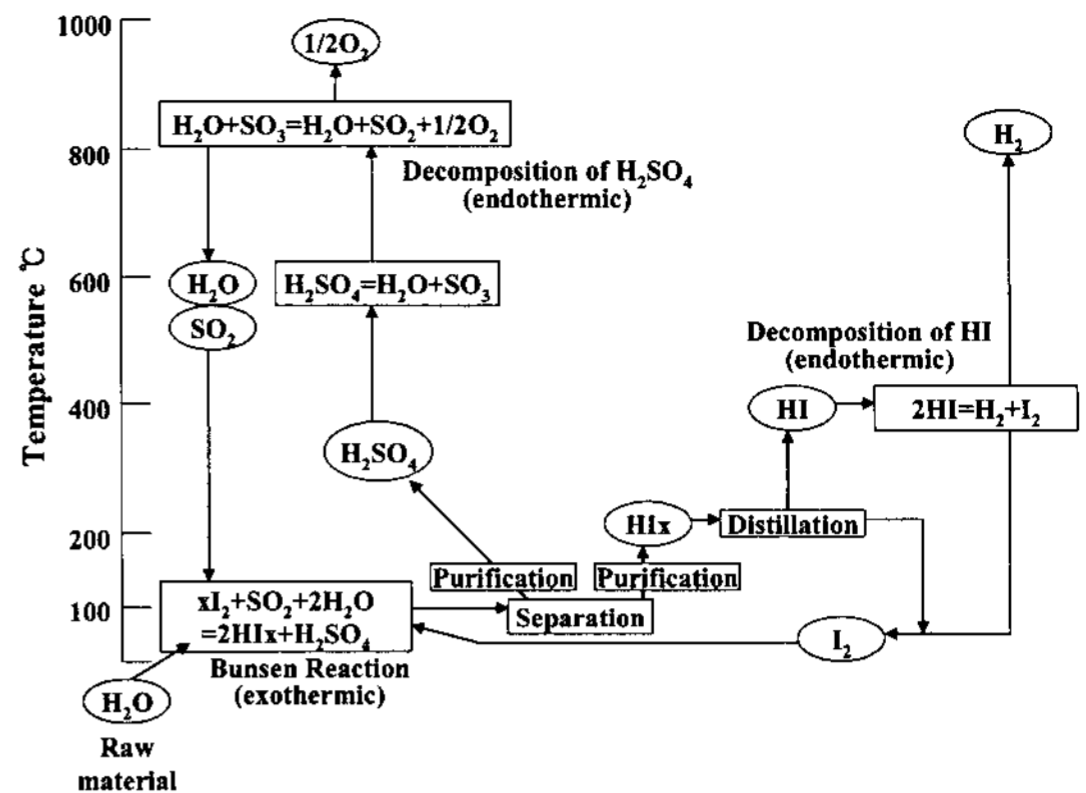 1000
1/2O₂
H₂O+SO₃=H₂O+SO₂+1/2O₂
H₂
800
Decomposition of H₂SO₄
(endothermic)
Temperature ℃
600
H₂O
H₂SO₄=H₂O+SO₃
SO₂
Decomposition of HI
(endothermic)
400
HI
2HI=H₂+I₂
H₂SO₄
200
HIx
Distillation
Purification
Purification
100
xI₂+SO₂+2H₂O
=2HIx+H₂SO₄
Separation
I₂
Bunsen Reaction
(exothermic)
H₂O
Raw
material